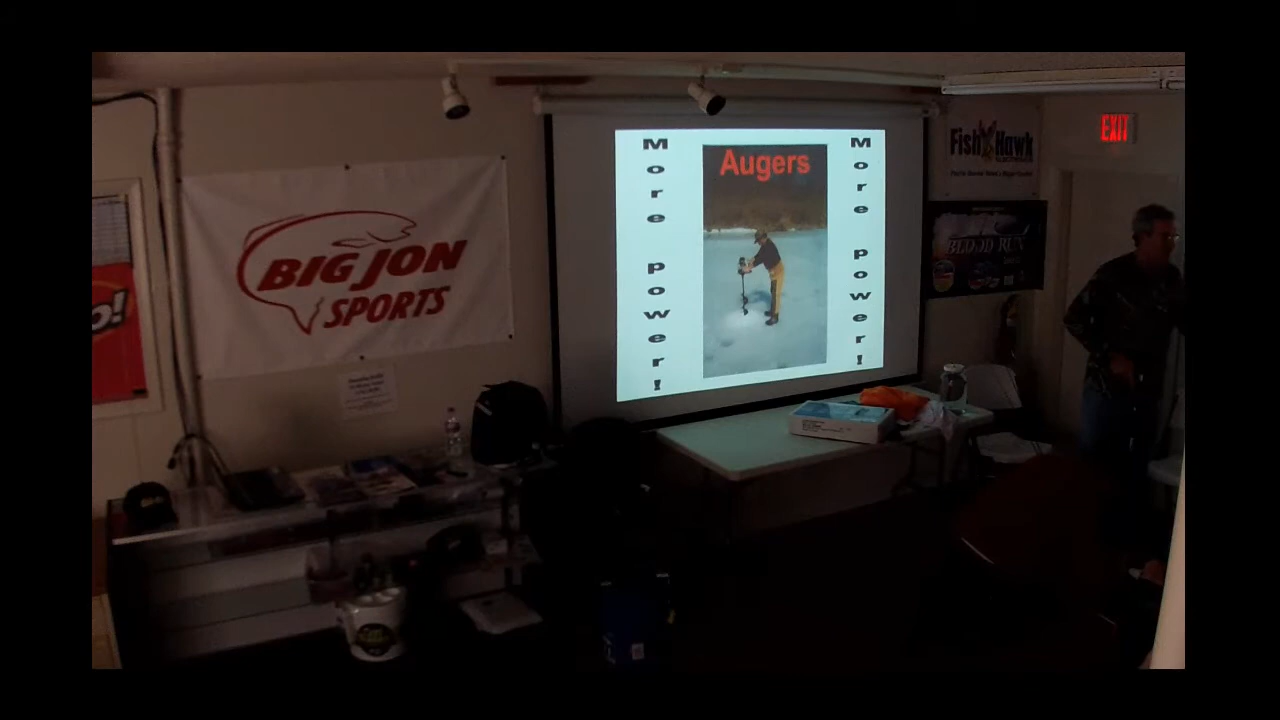 BIG JON
SPORTS
More power!
Augers
More power!
Fish Hawk
EXIT
BLOOD RUN